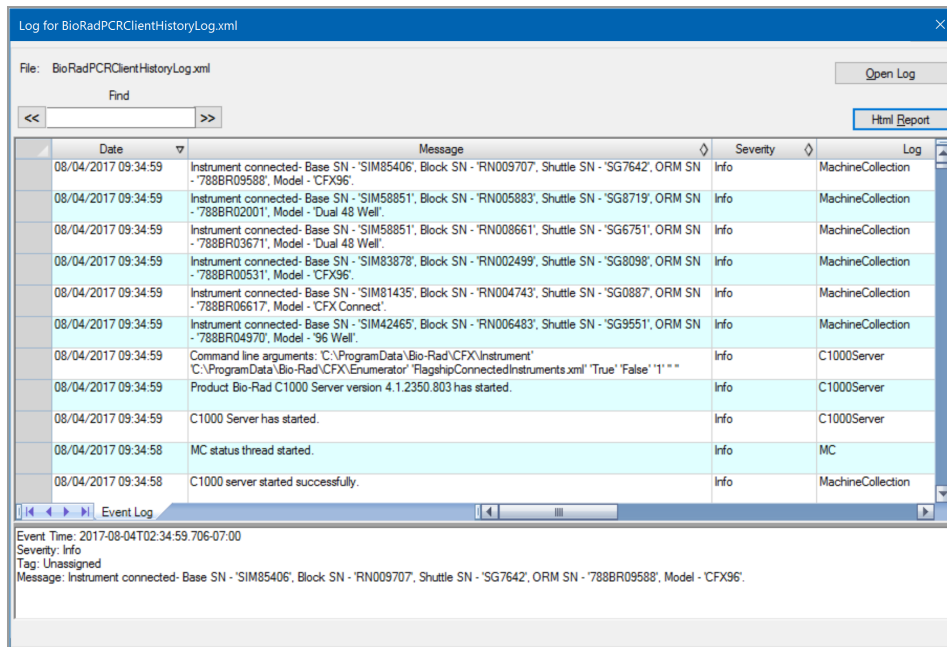 Log for BioRadPCRClientHistoryLog.xml
File: BioRadPCRClientHistoryLog.xml
Open Log
Find
<< >>
Html Report
Date Message Severity Log
08/04/2017 09:34:59 Instrument connected- Base SN - 'SIM85406', Block SN - 'RN009707', Shuttle SN - 'SG7642', ORM SN Info MachineCollection
- '788BR09588', Model - 'CFX96'.
08/04/2017 09:34:59 Instrument connected- Base SN - 'SIM58851', Block SN - 'RN005883', Shuttle SN - 'SG8719', ORM SN Info MachineCollection
- '788BR02001', Model - 'Dual 48 Well'.
08/04/2017 09:34:59 Instrument connected- Base SN - 'SIM58851', Block SN - 'RN008661', Shuttle SN - 'SG6751', ORM SN Info MachineCollection
- '788BR03671', Model - 'Dual 48 Well'.
08/04/2017 09:34:59 Instrument connected- Base SN - 'SIM83878', Block SN - 'RN002499', Shuttle SN - 'SG8098', ORM SN Info MachineCollection
- '788BR00531', Model - 'CFX96'.
08/04/2017 09:34:59 Instrument connected- Base SN - 'SIM81435', Block SN - 'RN004743', Shuttle SN - 'SG0887', ORM SN Info MachineCollection
- '788BR06617', Model - 'CFX Connect'.
08/04/2017 09:34:59 Instrument connected- Base SN - 'SIM42465', Block SN - 'RN006483', Shuttle SN - 'SG9551', ORM SN Info MachineCollection
- '788BR04970', Model - '96 Well'.
08/04/2017 09:34:59 Command line arguments: 'C:\ProgramData\Bio-Rad\CFX\Instrument' Info C1000Server
'C:\ProgramData\Bio-Rad\CFX\Enumerator' 'FlagshipConnectedInstruments.xml' 'True' 'False' '1' '' ''
08/04/2017 09:34:59 Product Bio-Rad C1000 Server version 4.1.2350.803 has started. Info C1000Server
08/04/2017 09:34:59 C1000 Server has started. Info C1000Server
08/04/2017 09:34:58 MC status thread started. Info MC
08/04/2017 09:34:58 C1000 server started successfully. Info MachineCollection
Event Log
Event Time: 2017-08-04T02:34:59.706-07:00
Severity: Info
Tag: Unassigned
Message: Instrument connected- Base SN - 'SIM85406', Block SN - 'RN009707', Shuttle SN - 'SG7642', ORM SN - '788BR09588', Model - 'CFX96'.